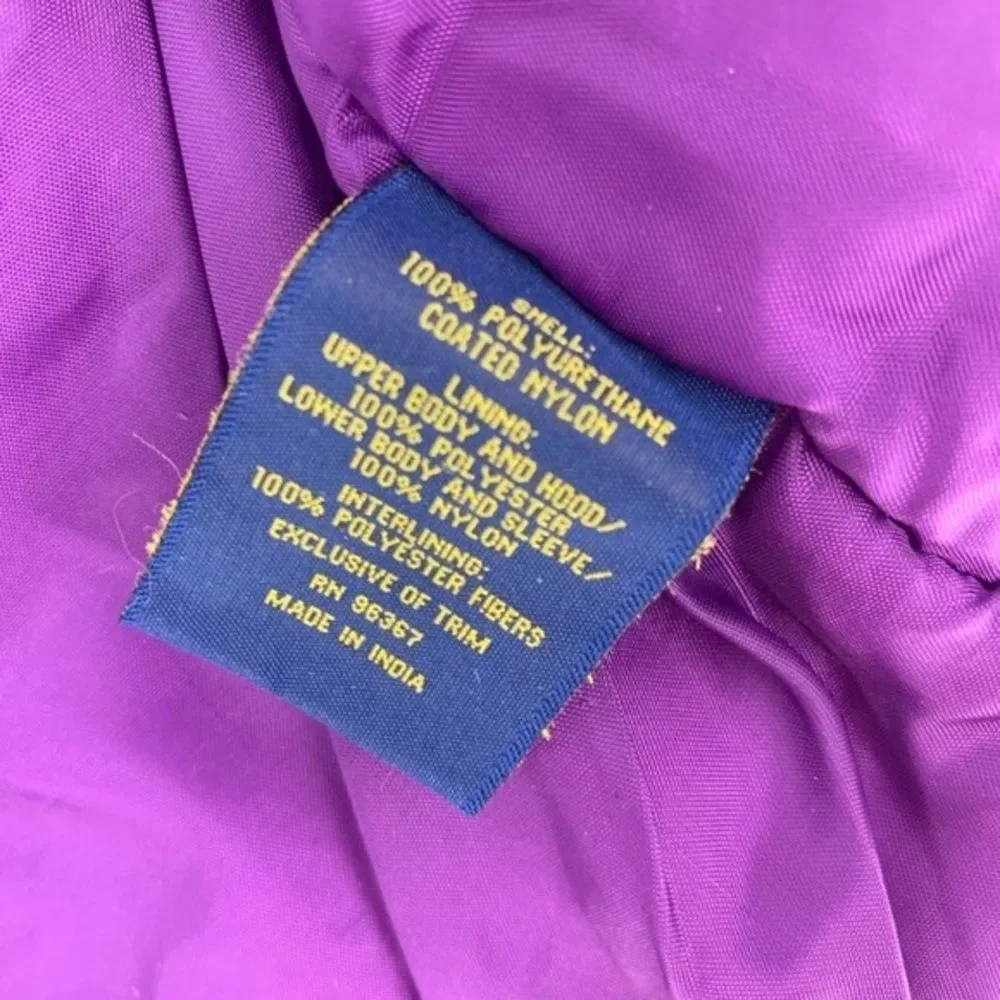 SHELL:
100% POLYURETHANE
COATED NYLON
LINING:
UPPER BODY AND HOOD/
100% POLYESTER
LOWER BODY AND SLEEVE/
100% NYLON
INTERLINING:
100% POLYESTER FIBERS
EXCLUSIVE OF TRIM
RN 96367
MADE IN INDIA